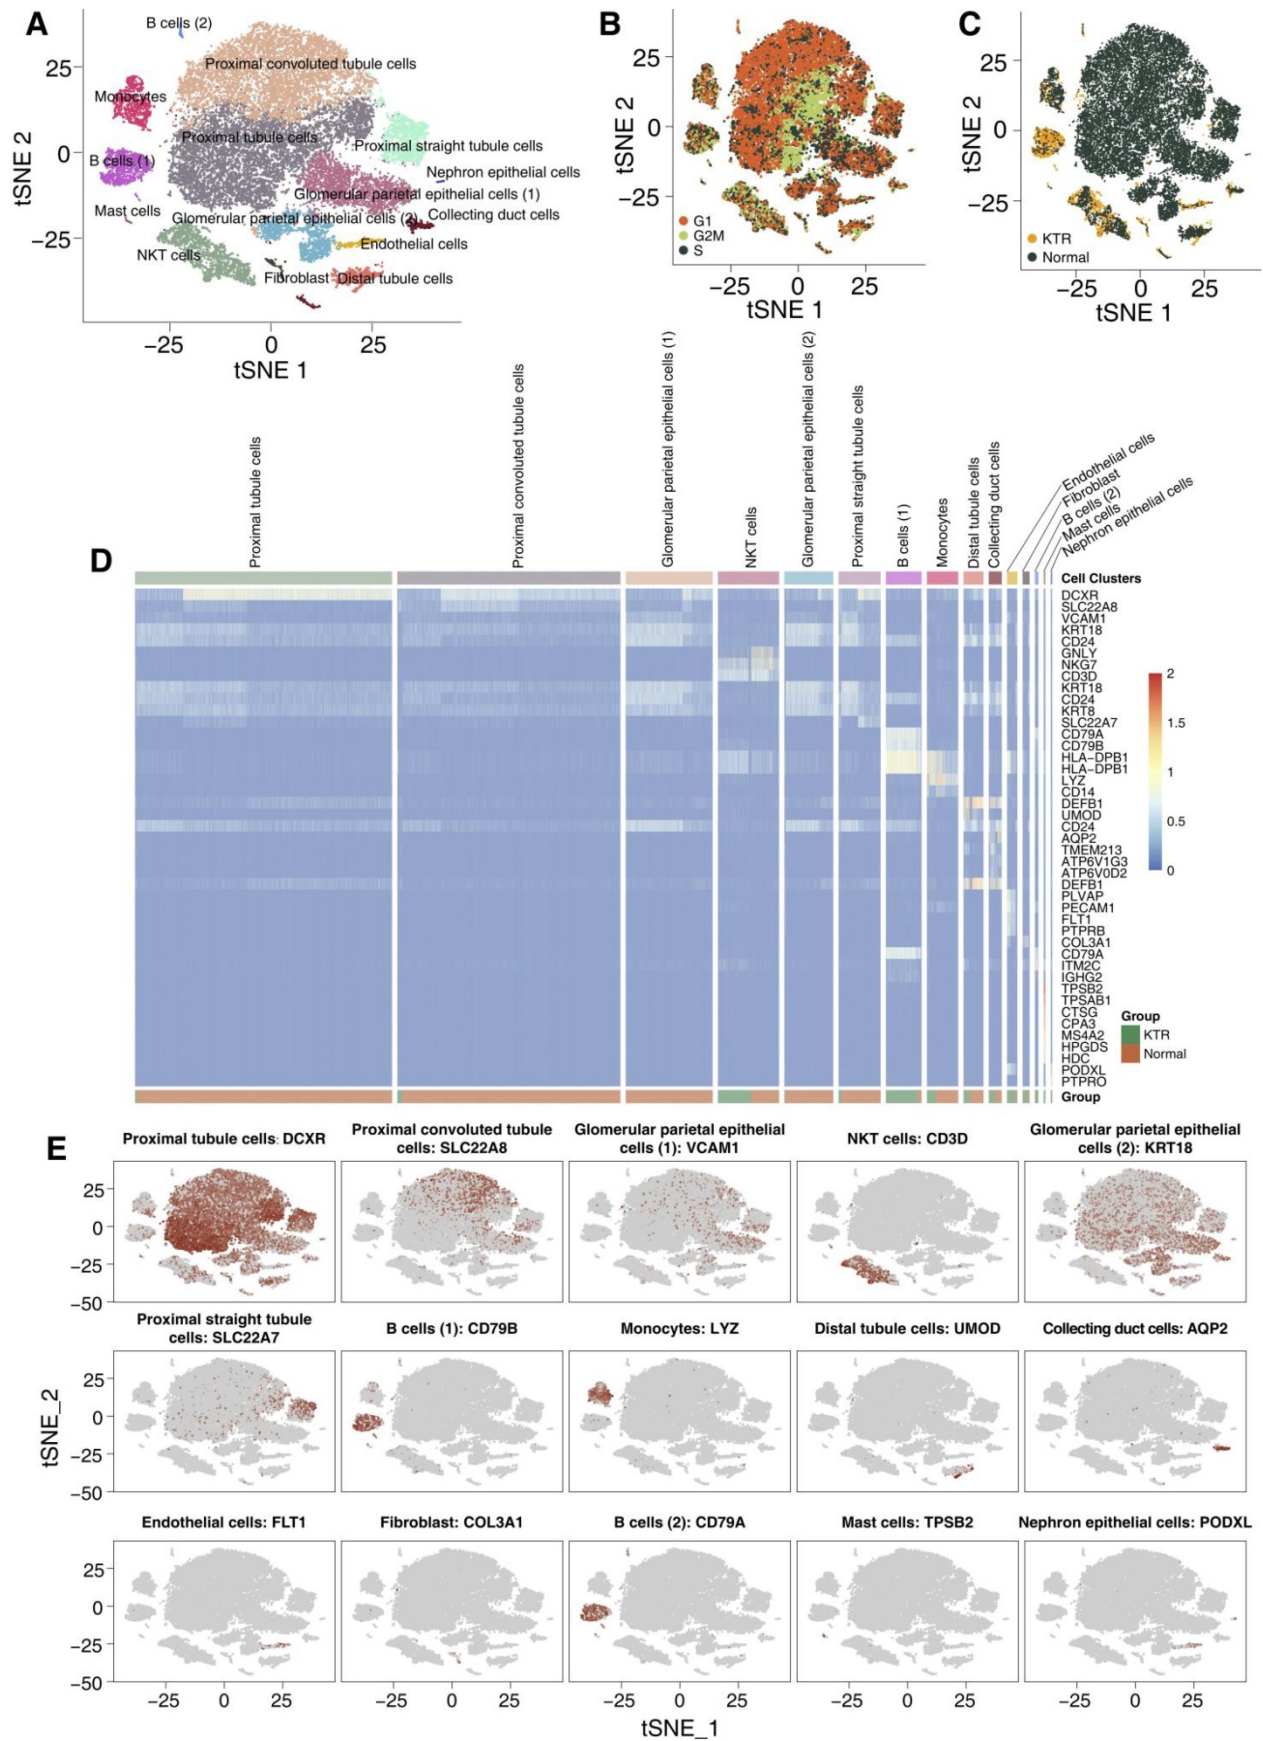 A
B cells (2)
Proximal convoluted tubule cells
Monocytes
Proximal tubule cells
Proximal straight tubule cells
B cells (1)
Nephron epithelial cells
Glomerular parietal epithelial cells (1)
Mast cells
Glomerular parietal epithelial cells (2)
Collecting duct cells
NKT cells
Endothelial cells
Fibroblast
Distal tubule cells
25
0
−25
tSNE 2
−25
0
25
tSNE 1
B
25
0
−25
tSNE 2
G1
G2M
S
−25
0
25
tSNE 1
C
25
0
−25
tSNE 2
KTR
Normal
−25
0
25
tSNE 1
D
Proximal tubule cells
Proximal convoluted tubule cells
Glomerular parietal epithelial cells (1)
NKT cells
Glomerular parietal epithelial cells (2)
Proximal straight tubule cells
B cells (1)
Monocytes
Distal tubule cells
Collecting duct cells
Endothelial cells
Fibroblast
B cells (2)
Mast cells
Nephron epithelial cells
Cell Clusters
DCXR
SLC22A8
VCAM1
KRT18
CD24
GNLY
NKG7
CD3D
KRT18
CD24
KRT8
SLC22A7
CD79A
CD79B
HLA−DPB1
HLA−DPB1
LYZ
CD14
DEFB1
UMOD
CD24
AQP2
TMEM213
ATP6V1G3
ATP6V0D2
DEFB1
PLVAP
PECAM1
FLT1
PTPRB
COL3A1
CD79A
ITM2C
IGHG2
TPSB2
TPSAB1
CTSG
CPA3
MS4A2
HPGDS
HDC
PODXL
PTPRO
Group
2
1.5
1
0.5
0
Group
KTR
Normal
E
Proximal tubule cells: DCXR
Proximal convoluted tubule
cells: SLC22A8
Glomerular parietal epithelial
cells (1): VCAM1
NKT cells: CD3D
Glomerular parietal epithelial
cells (2): KRT18
25
0
−25
−50
Proximal straight tubule
cells: SLC22A7
B cells (1): CD79B
Monocytes: LYZ
Distal tubule cells: UMOD
Collecting duct cells: AQP2
25
0
−25
−50
tSNE_2
Endothelial cells: FLT1
Fibroblast: COL3A1
B cells (2): CD79A
Mast cells: TPSB2
Nephron epithelial cells: PODXL
25
0
−25
−50
−25 0 25
−25 0 25
−25 0 25
−25 0 25
−25 0 25
tSNE_1